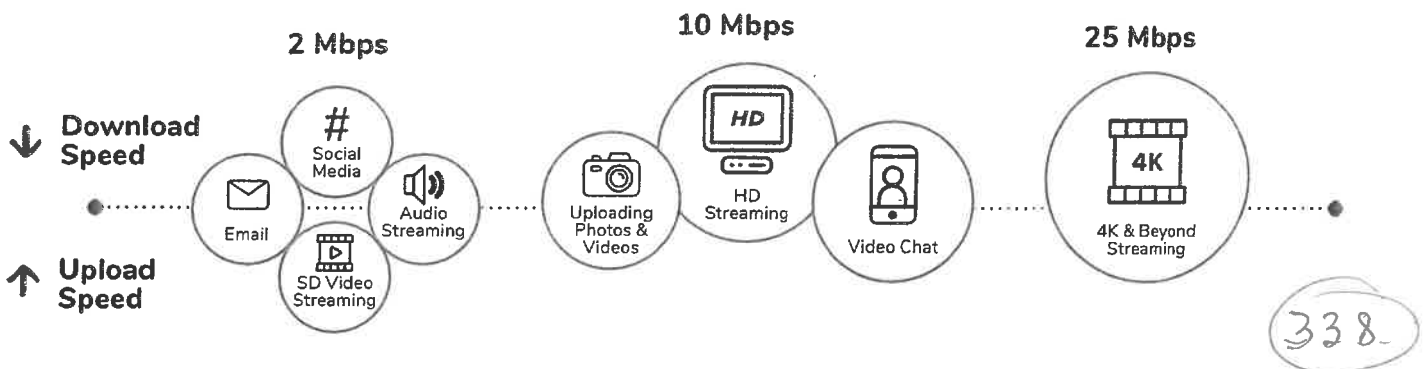 2 Mbps
10 Mbps
25 Mbps
Download
Speed
Upload
Speed
Email
#
Social
Media
Audio
Streaming
SD Video
Streaming
Uploading
Photos &
Videos
HD
HD
Streaming
Video Chat
4K
4K & Beyond
Streaming
338